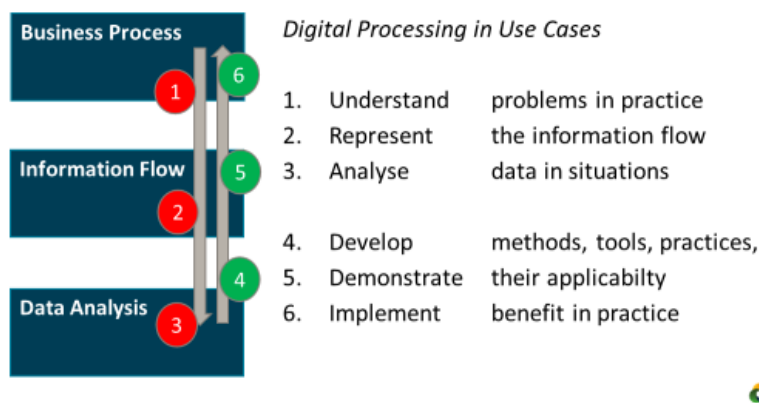 Business Process
1
6
Information Flow
5
2
4
Data Analysis
3
Digital Processing in Use Cases
1. Understand problems in practice
2. Represent the information flow
3. Analyse data in situations
4. Develop methods, tools, practices,
5. Demonstrate their applicabilty
6. Implement benefit in practice